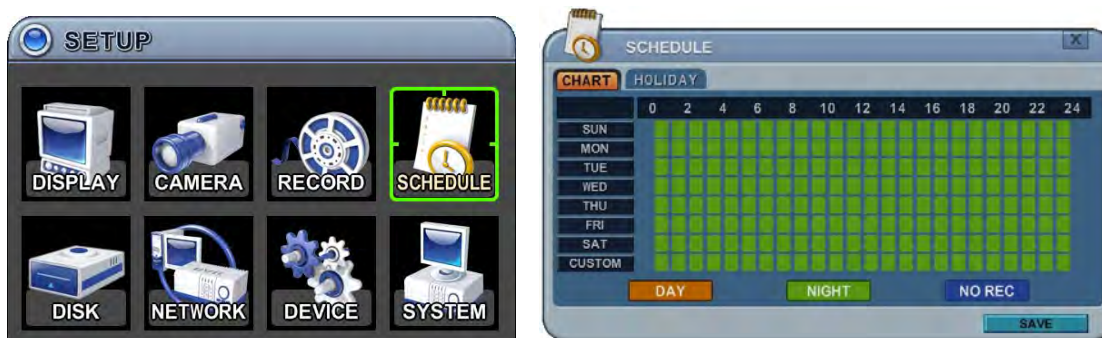 SETUP
DISPLAY CAMERA RECORD SCHEDULE
DISK NETWORK DEVICE SYSTEM
SCHEDULE X
CHART HOLIDAY
0 2 4 6 8 10 12 14 16 18 20 22 24
SUN
MON
TUE
WED
THU
FRI
SAT
CUSTOM
DAY NIGHT NO REC
SAVE